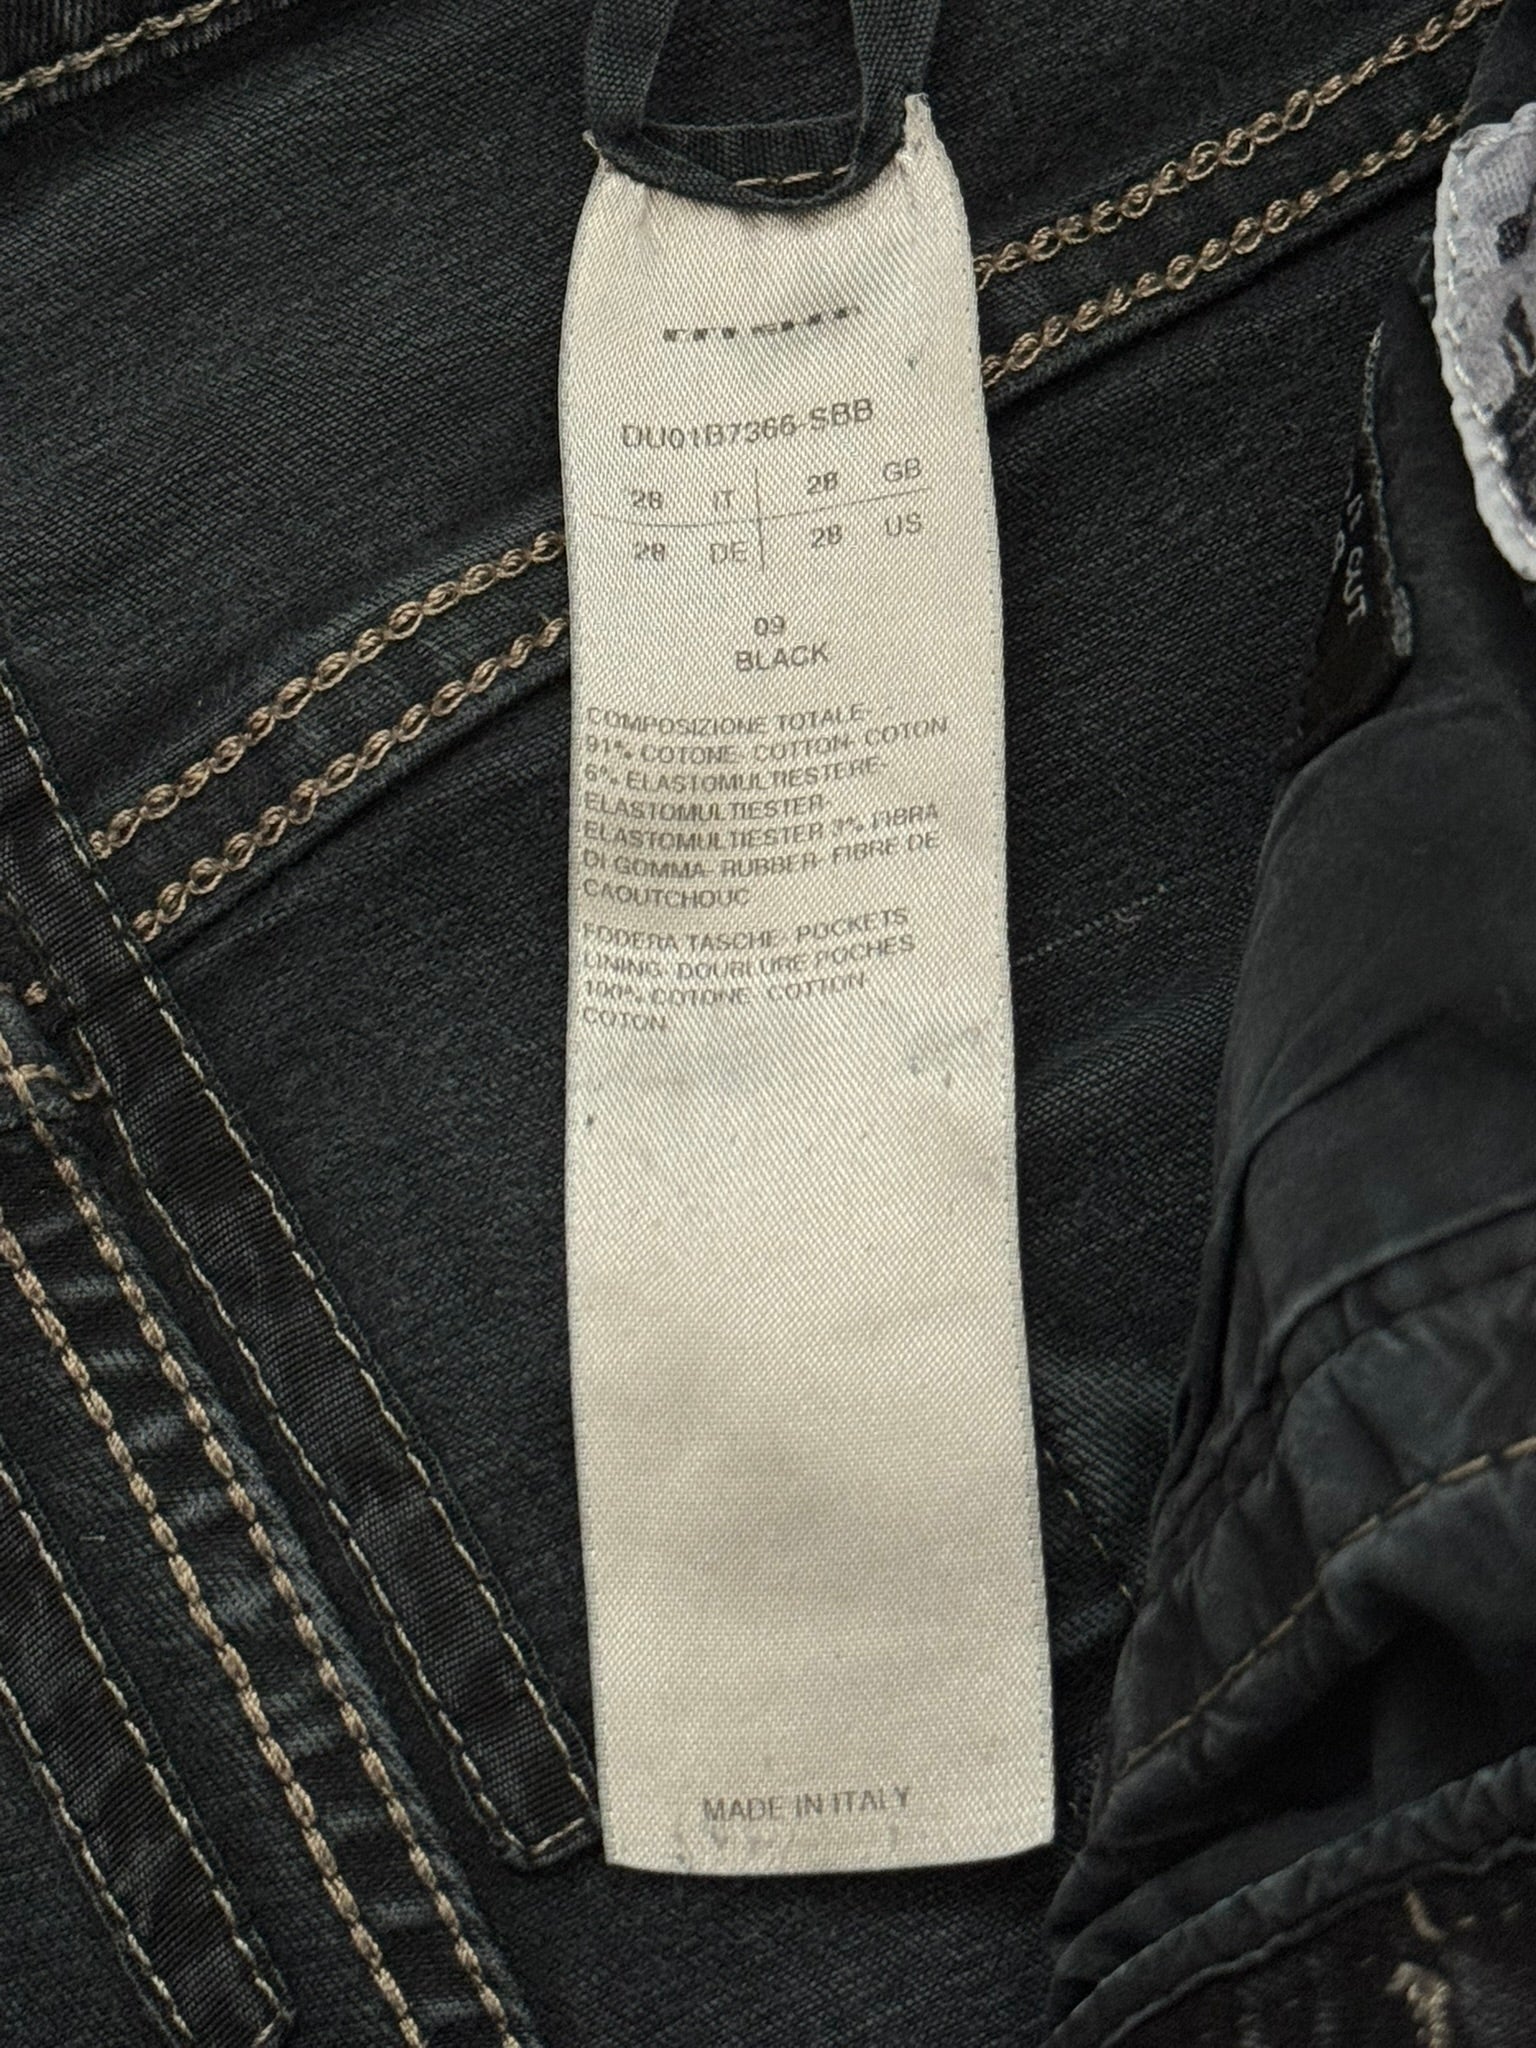 DU01B7366-SBB
28 IT 28 GB
28 DE 28 US
09
BLACK
COMPOSIZIONE TOTALE-
91% COTONE- COTTON- COTON
6% ELASTOMULTIESTERE-
ELASTOMULTIESTER-
ELASTOMULTIESTER 3% FIBRA
DI GOMMA- RUBBER- FIBRE DE
CAOUTCHOUC
FODERA TASCHE- POCKETS
LINING- DOUBLURE POCHES
100% COTONE- COTTON-
COTON
MADE IN ITALY
CUT